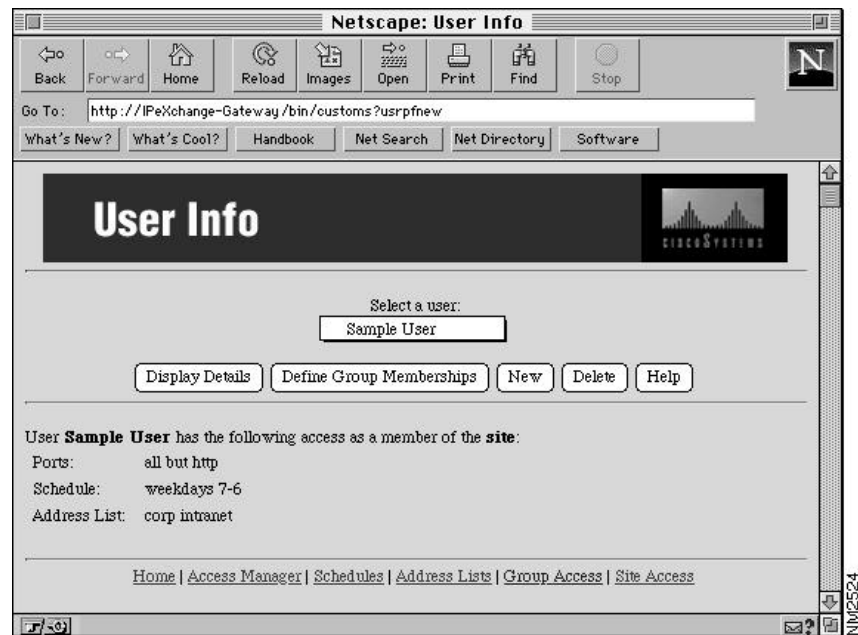 Netscape: User Info
Back Forward Home Reload Images Open Print Find Stop
N
Go To: http://IPeXchange-Gateway/bin/customs?usrpfnew
What's New? What's Cool? Handbook Net Search Net Directory Software
User Info
CISCO SYSTEMS
Select a user:
Sample User
Display Details Define Group Memberships New Delete Help
User Sample User has the following access as a member of the site:
Ports: all but http
Schedule: weekdays 7-6
Address List: corp intranet
Home | Access Manager | Schedules | Address Lists | Group Access | Site Access
?
NM2524